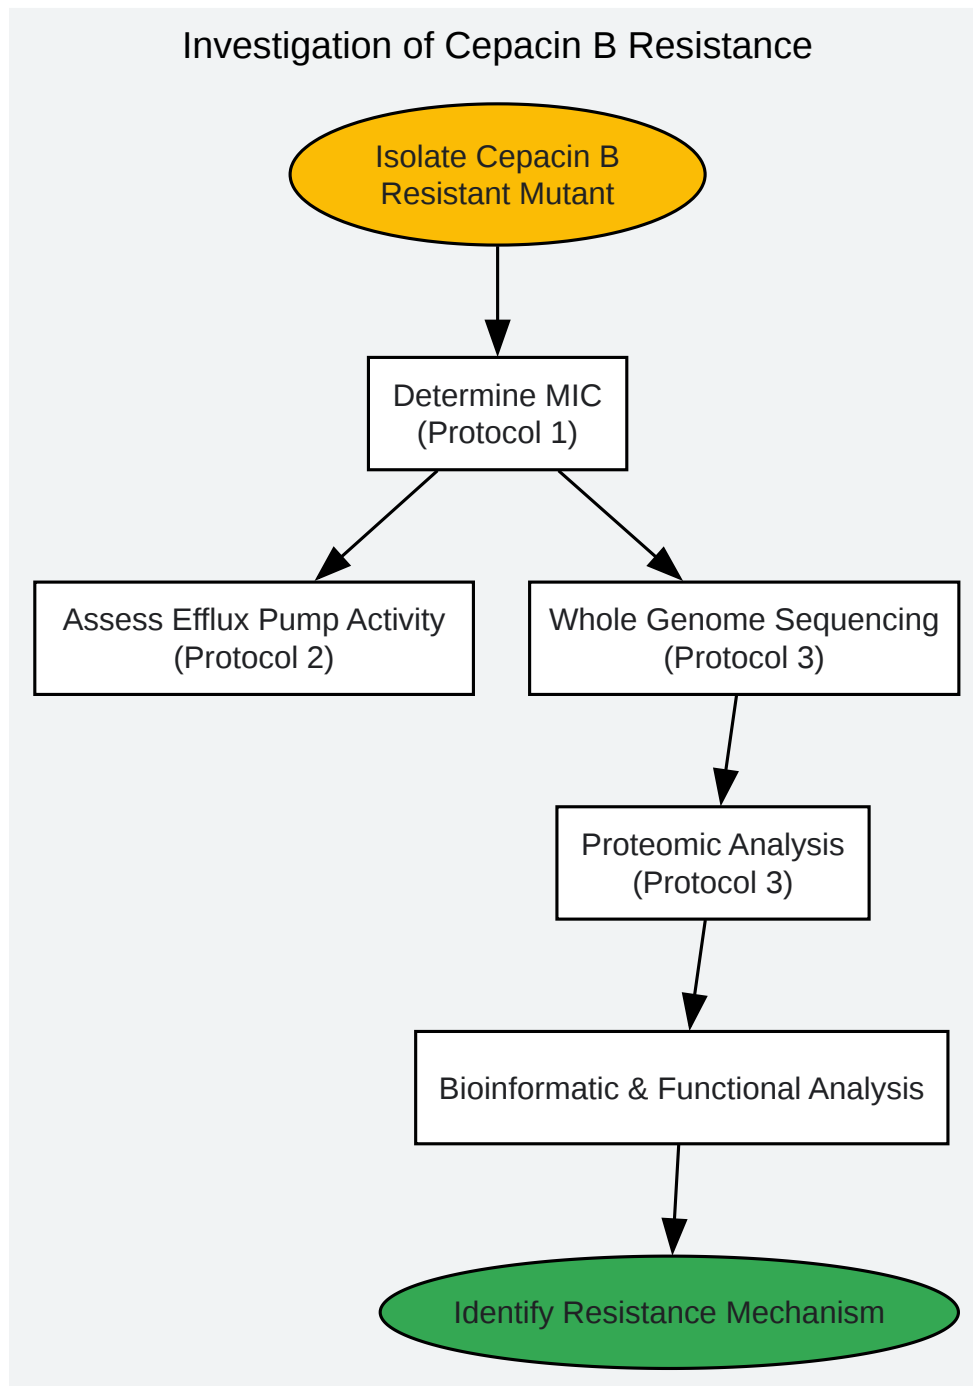 Investigation of Cepacin B Resistance
Isolate Cepacin B
Resistant Mutant
Determine MIC
(Protocol 1)
Assess Efflux Pump Activity
(Protocol 2)
Whole Genome Sequencing
(Protocol 3)
Proteomic Analysis
(Protocol 3)
Bioinformatic & Functional Analysis
Identify Resistance Mechanism